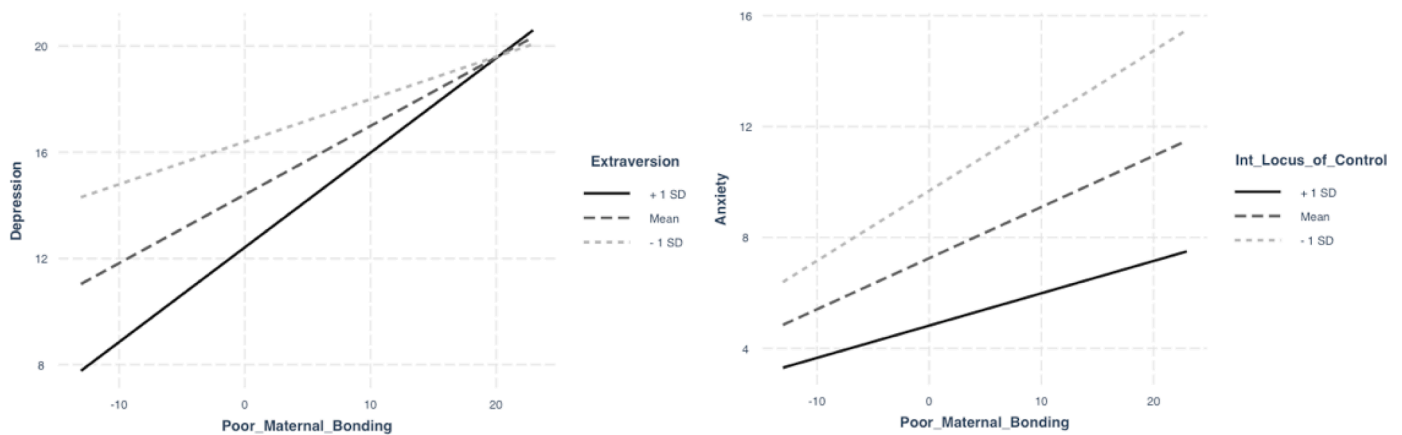 Depression
20
16
12
8
-10 0 10 20
Poor_Maternal_Bonding
Extraversion
+ 1 SD
Mean
- 1 SD
Anxiety
16
12
8
4
-10 0 10 20
Poor_Maternal_Bonding
Int_Locus_of_Control
+ 1 SD
Mean
- 1 SD